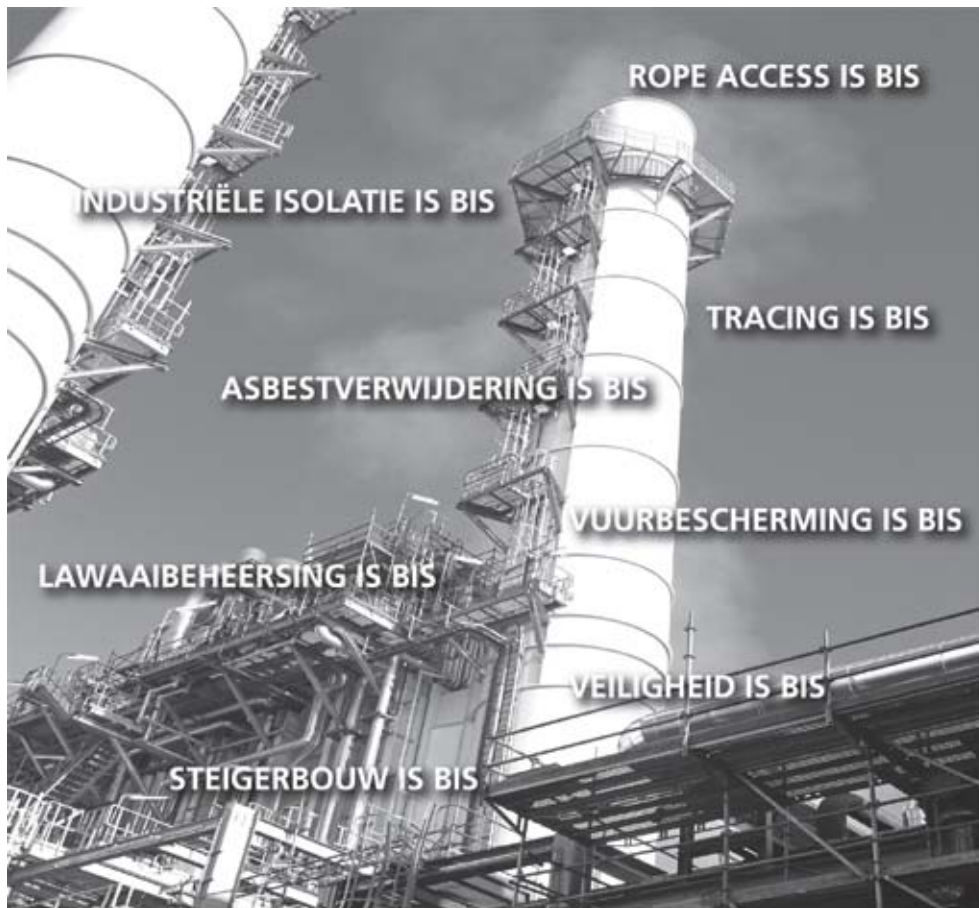 ROPE ACCESS IS BIS
INDUSTRIËLE ISOLATIE IS BIS
TRACING IS BIS
ASBESTVERWIJDERING IS BIS
VUURBESCHERMING IS BIS
LAWAAIBEHEERSING IS BIS
VEILIGHEID IS BIS
STEIGERBOUW IS BIS